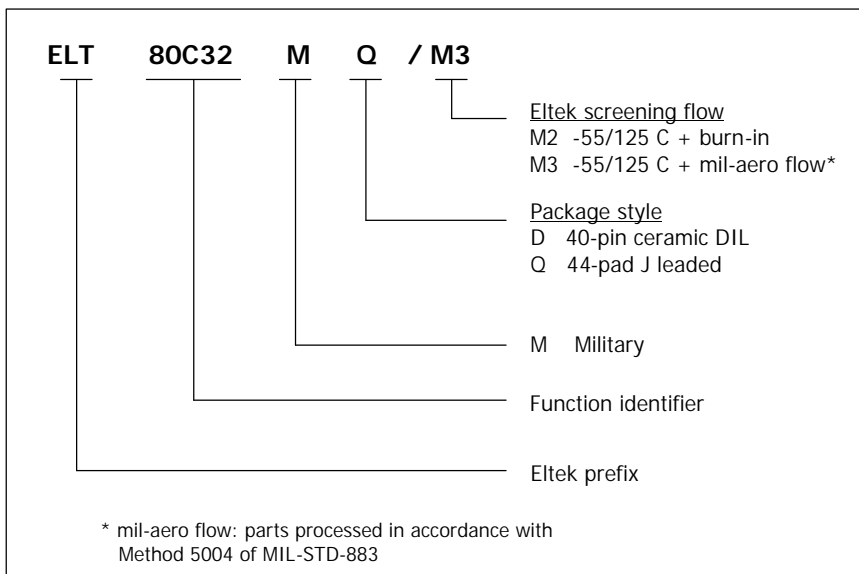 ELT 80C32 M Q / M3
Eltek screening flow
M2 -55/125 C + burn-in
M3 -55/125 C + mil-aero flow*
Package style
D 40-pin ceramic DIL
Q 44-pad J leaded
M Military
Function identifier
Eltek prefix
* mil-aero flow: parts processed in accordance with
Method 5004 of MIL-STD-883